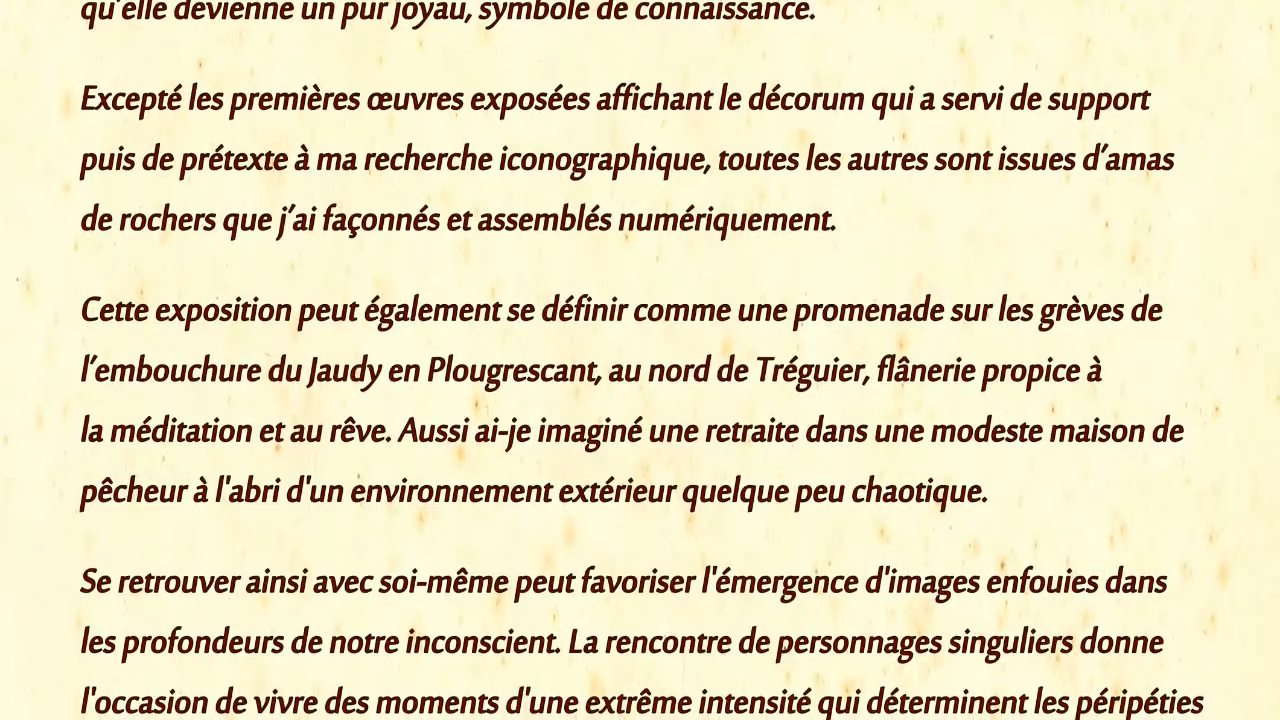 qu'elle devienne un pur joyau, symbole de connaissance.
Excepté les premières œuvres exposées affichant le décorum qui a servi de support
puis de prétexte à ma recherche iconographique, toutes les autres sont issues d’amas
de rochers que j’ai façonnés et assemblés numériquement.
Cette exposition peut également se définir comme une promenade sur les grèves de
l’embouchure du Jaudy en Plougrescant, au nord de Tréguier, flânerie propice à
la méditation et au rêve. Aussi ai-je imaginé une retraite dans une modeste maison de
pêcheur à l'abri d'un environnement extérieur quelque peu chaotique.
Se retrouver ainsi avec soi-même peut favoriser l'émergence d'images enfouies dans
les profondeurs de notre inconscient. La rencontre de personnages singuliers donne
l'occasion de vivre des moments d'une extrême intensité qui déterminent les péripéties